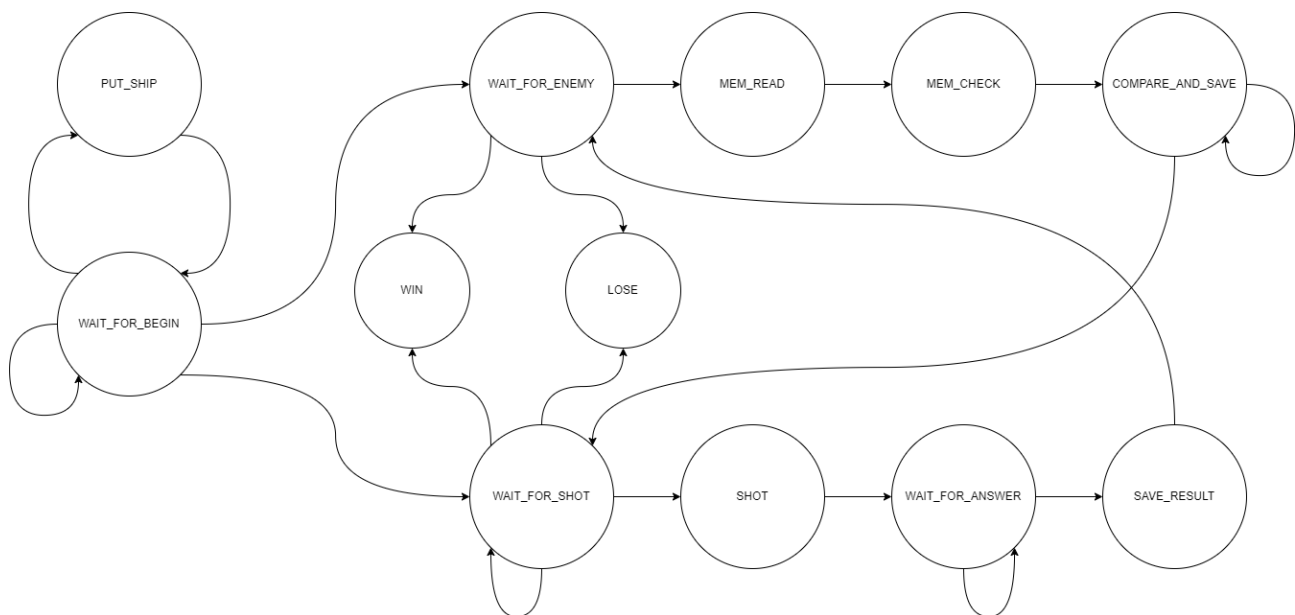 PUT_SHIP
WAIT_FOR_ENEMY
MEM_READ
MEM_CHECK
COMPARE_AND_SAVE
WIN
LOSE
WAIT_FOR_BEGIN
WAIT_FOR_SHOT
SHOT
WAIT_FOR_ANSWER
SAVE_RESULT